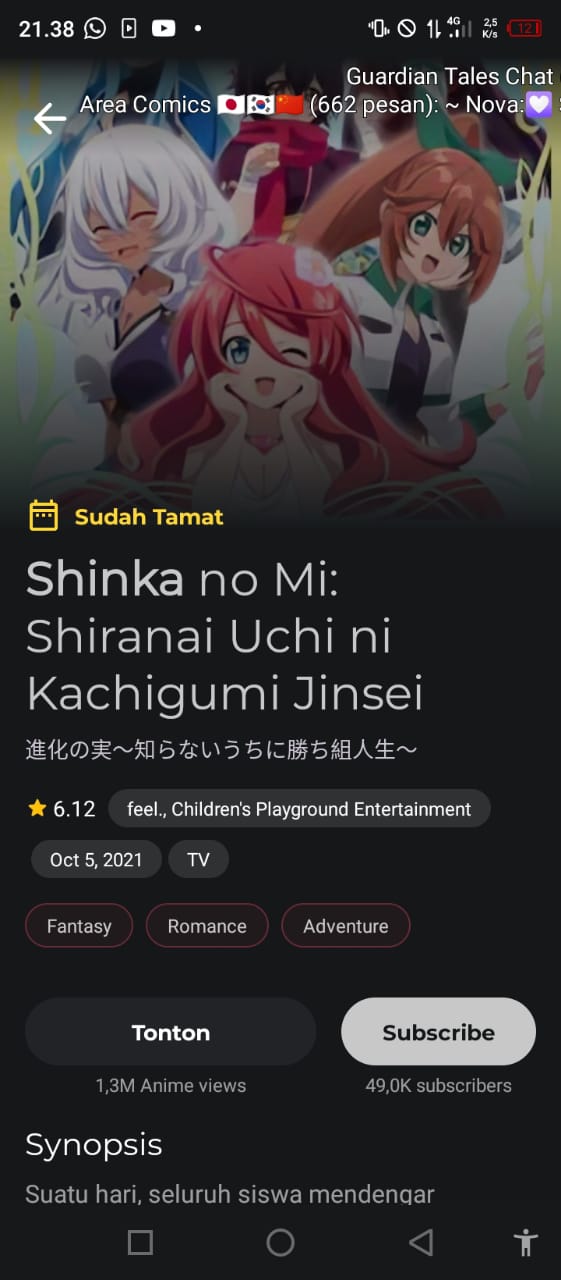 21.38 4G 2,5 K/s 12
Guardian Tales Chat
Area Comics 🇯🇵🇰🇷🇨🇳 (662 pesan): ~ Nova:💜
Sudah Tamat
Shinka no Mi:
Shiranai Uchi ni
Kachigumi Jinsei
進化の実〜知らないうちに勝ち組人生〜
6.12 feel., Children's Playground Entertainment
Oct 5, 2021 TV
Fantasy Romance Adventure
Tonton Subscribe
1,3M Anime views 49,0K subscribers
Synopsis
Suatu hari, seluruh siswa mendengar